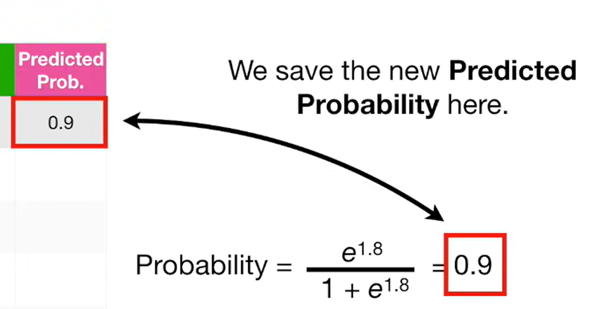 Predicted
Prob.
0.9
We save the new Predicted
Probability here.
Probability = e^1.8 / 1 + e^1.8 = 0.9